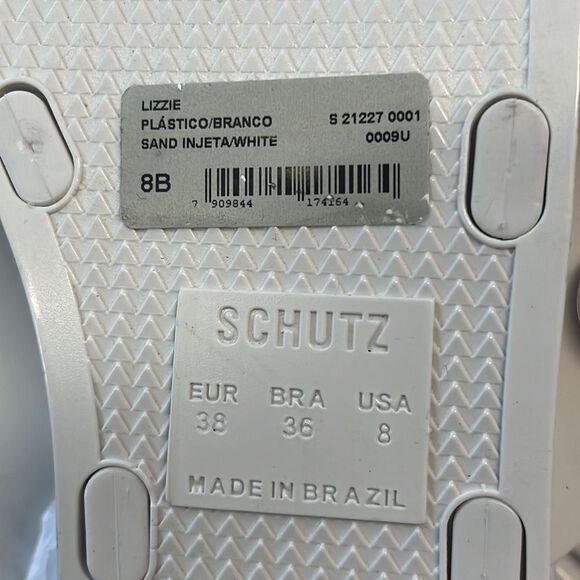 LIZZIE
PLÁSTICO/BRANCO S 21227 0001
SAND INJETA/WHITE 0009U
8B
7 909844 174164
SCHUTZ
EUR BRA USA
38 36 8
MADE IN BRAZIL